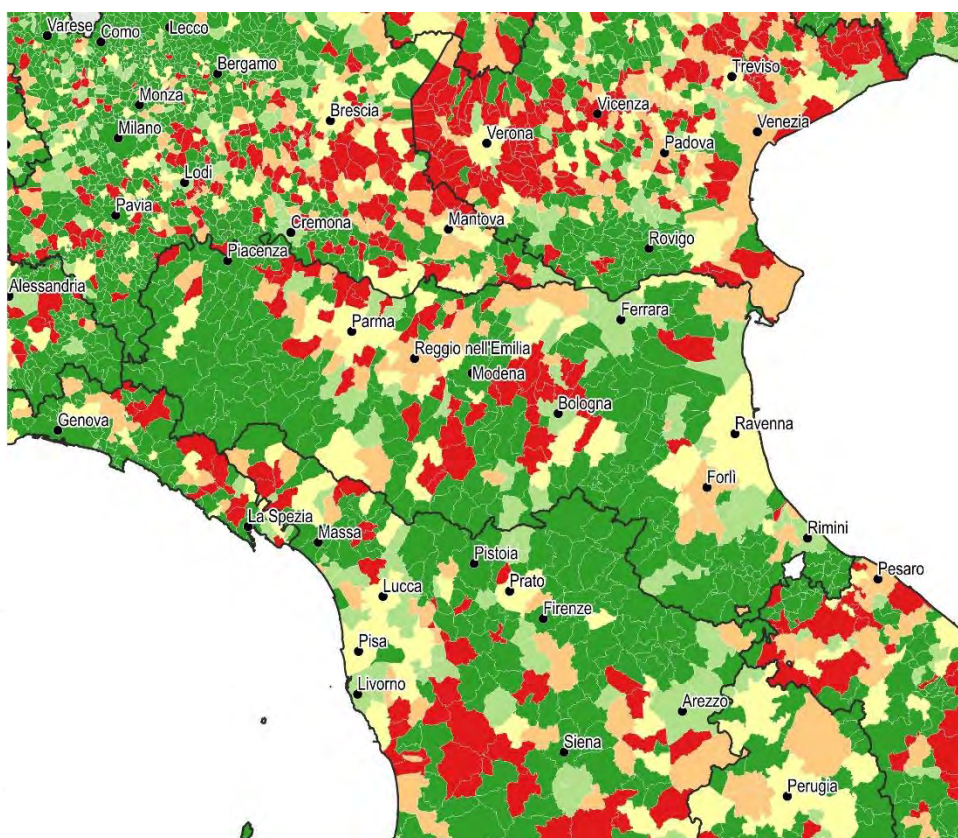 Varese
Como
Lecco
Bergamo
Treviso
Monza
Brescia
Vicenza
Venezia
Milano
Verona
Padova
Lodi
Pavia
Cremona
Mantova
Rovigo
Piacenza
Alessandria
Parma
Ferrara
Reggio nell'Emilia
Modena
Bologna
Genova
Ravenna
Forlì
La Spezia
Massa
Rimini
Pistoia
Pesaro
Lucca
Prato
Firenze
Pisa
Livorno
Arezzo
Siena
Perugia